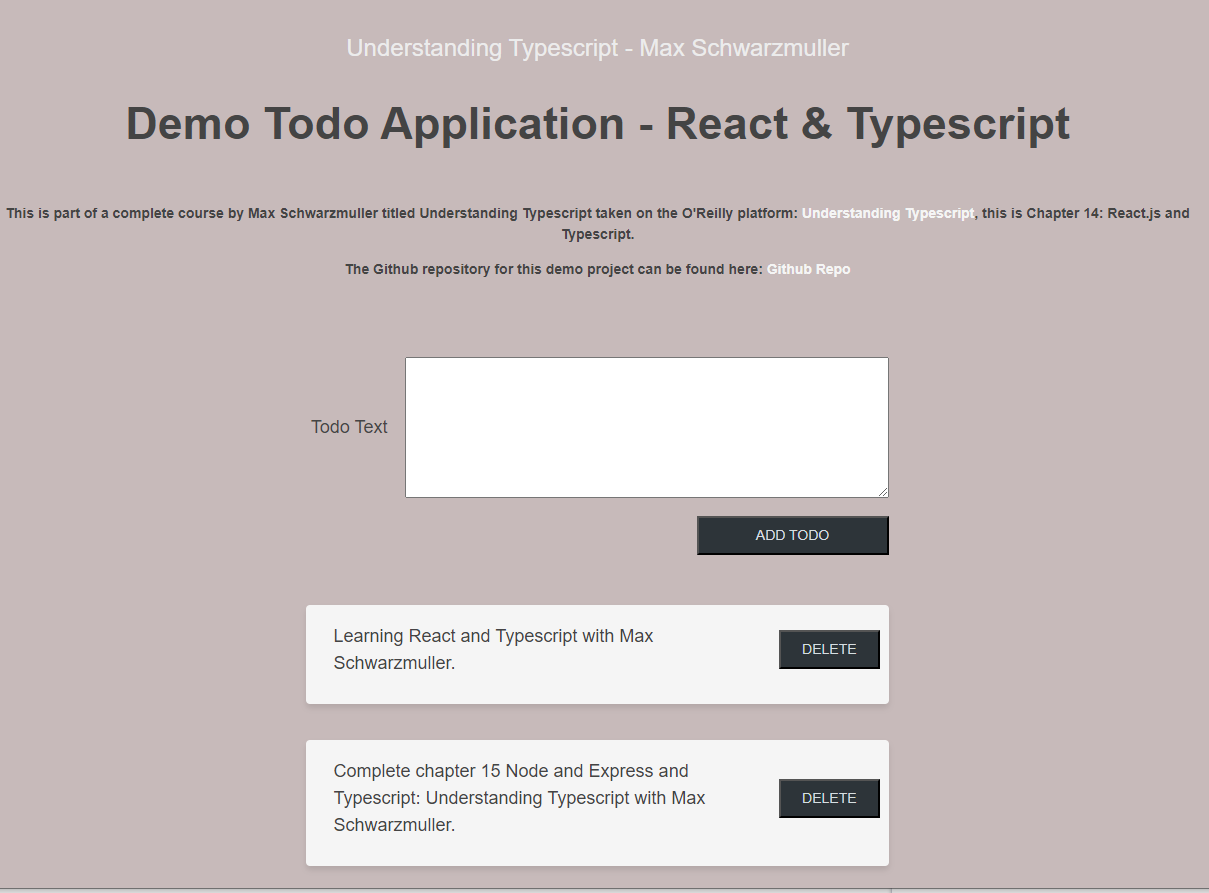 Understanding Typescript - Max Schwarzmuller
Demo Todo Application - React & Typescript
This is part of a complete course by Max Schwarzmuller titled Understanding Typescript taken on the O'Reilly platform: Understanding Typescript, this is Chapter 14: React.js and
Typescript.
The Github repository for this demo project can be found here: Github Repo
Todo Text
ADD TODO
Learning React and Typescript with Max
Schwarzmuller.
DELETE
Complete chapter 15 Node and Express and
Typescript: Understanding Typescript with Max
Schwarzmuller.
DELETE